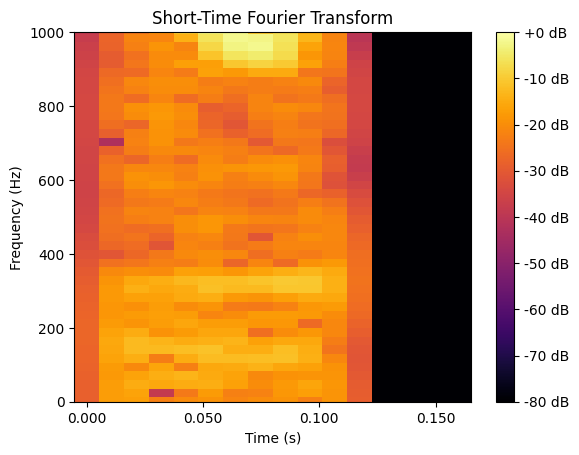 Short-Time Fourier Transform
1000
800
600
400
200
0
Frequency (Hz)
0.000
0.050
0.100
0.150
Time (s)
+0 dB
-10 dB
-20 dB
-30 dB
-40 dB
-50 dB
-60 dB
-70 dB
-80 dB